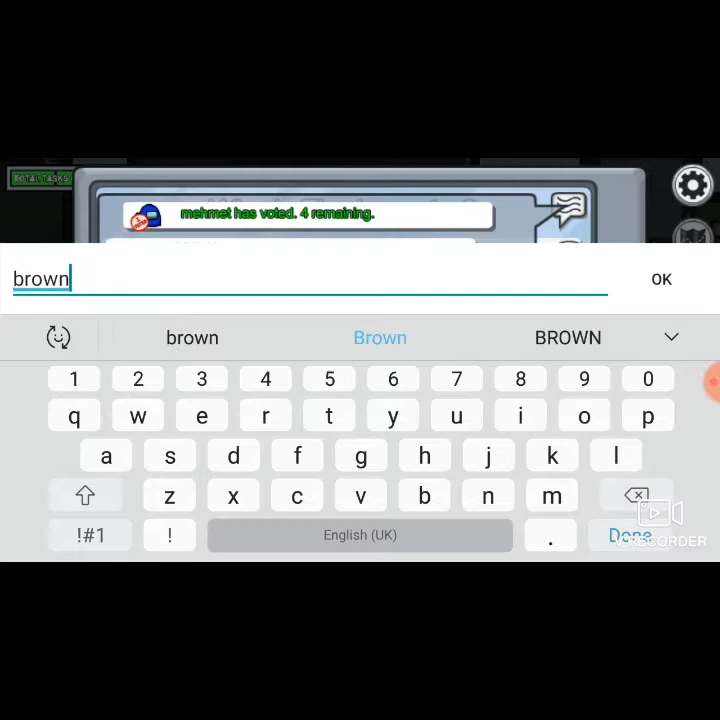 TOTAL TASKS
mehmet has voted. 4 remaining.
brown
OK
brown Brown BROWN
1 2 3 4 5 6 7 8 9 0
q w e r t y u i o p
a s d f g h j k l
z x c v b n m
!#1 ! English (UK) . Done
V RECORDER